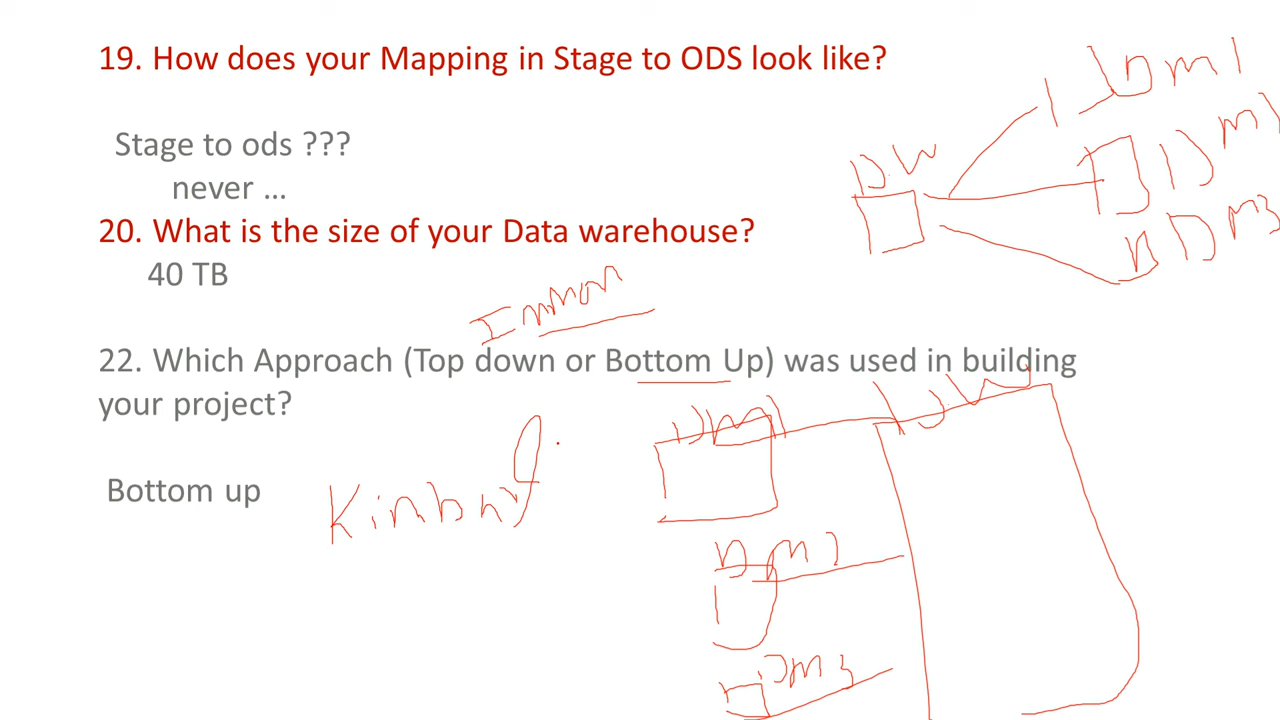 19. How does your Mapping in Stage to ODS look like?
DM1
Stage to ods ???
DW
DM
never ...
DM3
20. What is the size of your Data warehouse?
40 TB
Inmon
22. Which Approach (Top down or Bottom Up) was used in building
your project?
DM1
DW
Bottom up
DM2
DM3